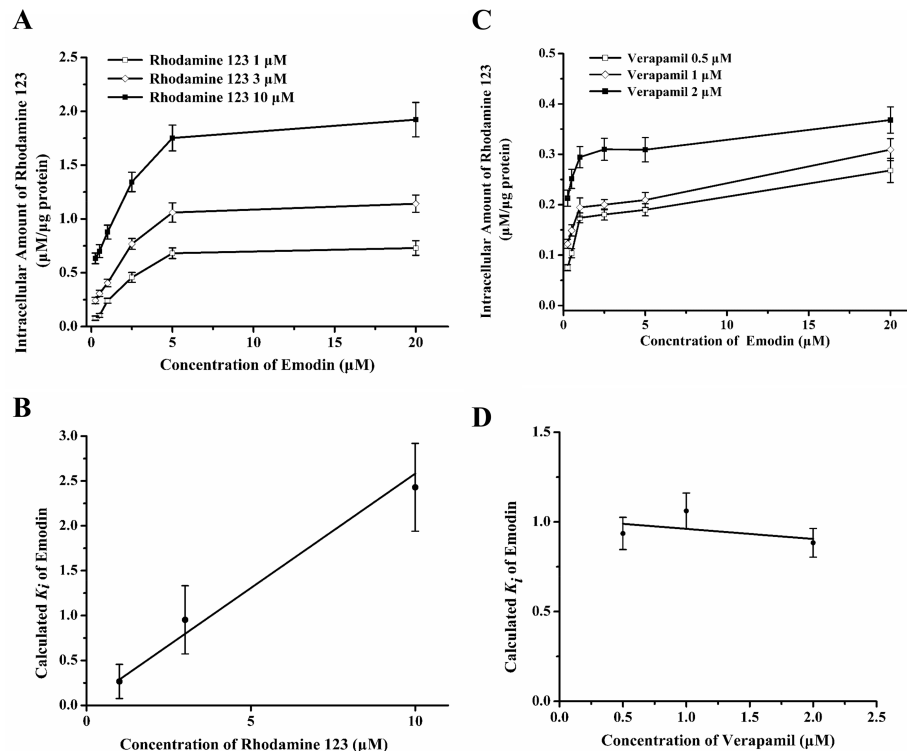 A
Rhodamine 123 1 µM
Rhodamine 123 3 µM
Rhodamine 123 10 µM
Intracellular Amount of Rhodamine 123
(µM/µg protein)
2.5
2.0
1.5
1.0
0.5
0.0
0 5 10 15 20
Concentration of Emodin (µM)
C
Verapamil 0.5 µM
Verapamil 1 µM
Verapamil 2 µM
Intracellular Amount of Rhodamine 123
(µM/µg protein)
0.5
0.4
0.3
0.2
0.1
0.0
0 5 10 15 20
Concntration of Emodin (µM)
B
Calculated Ki of Emodin
3.0
2.5
2.0
1.5
1.0
0.5
0.0
0 5 10
Concentration of Rhodamine 123 (µM)
D
Calculated Ki of Emodin
1.5
1.0
0.5
0.0
0.0 0.5 1.0 1.5 2.0 2.5
Concentration of Verapamil (µM)